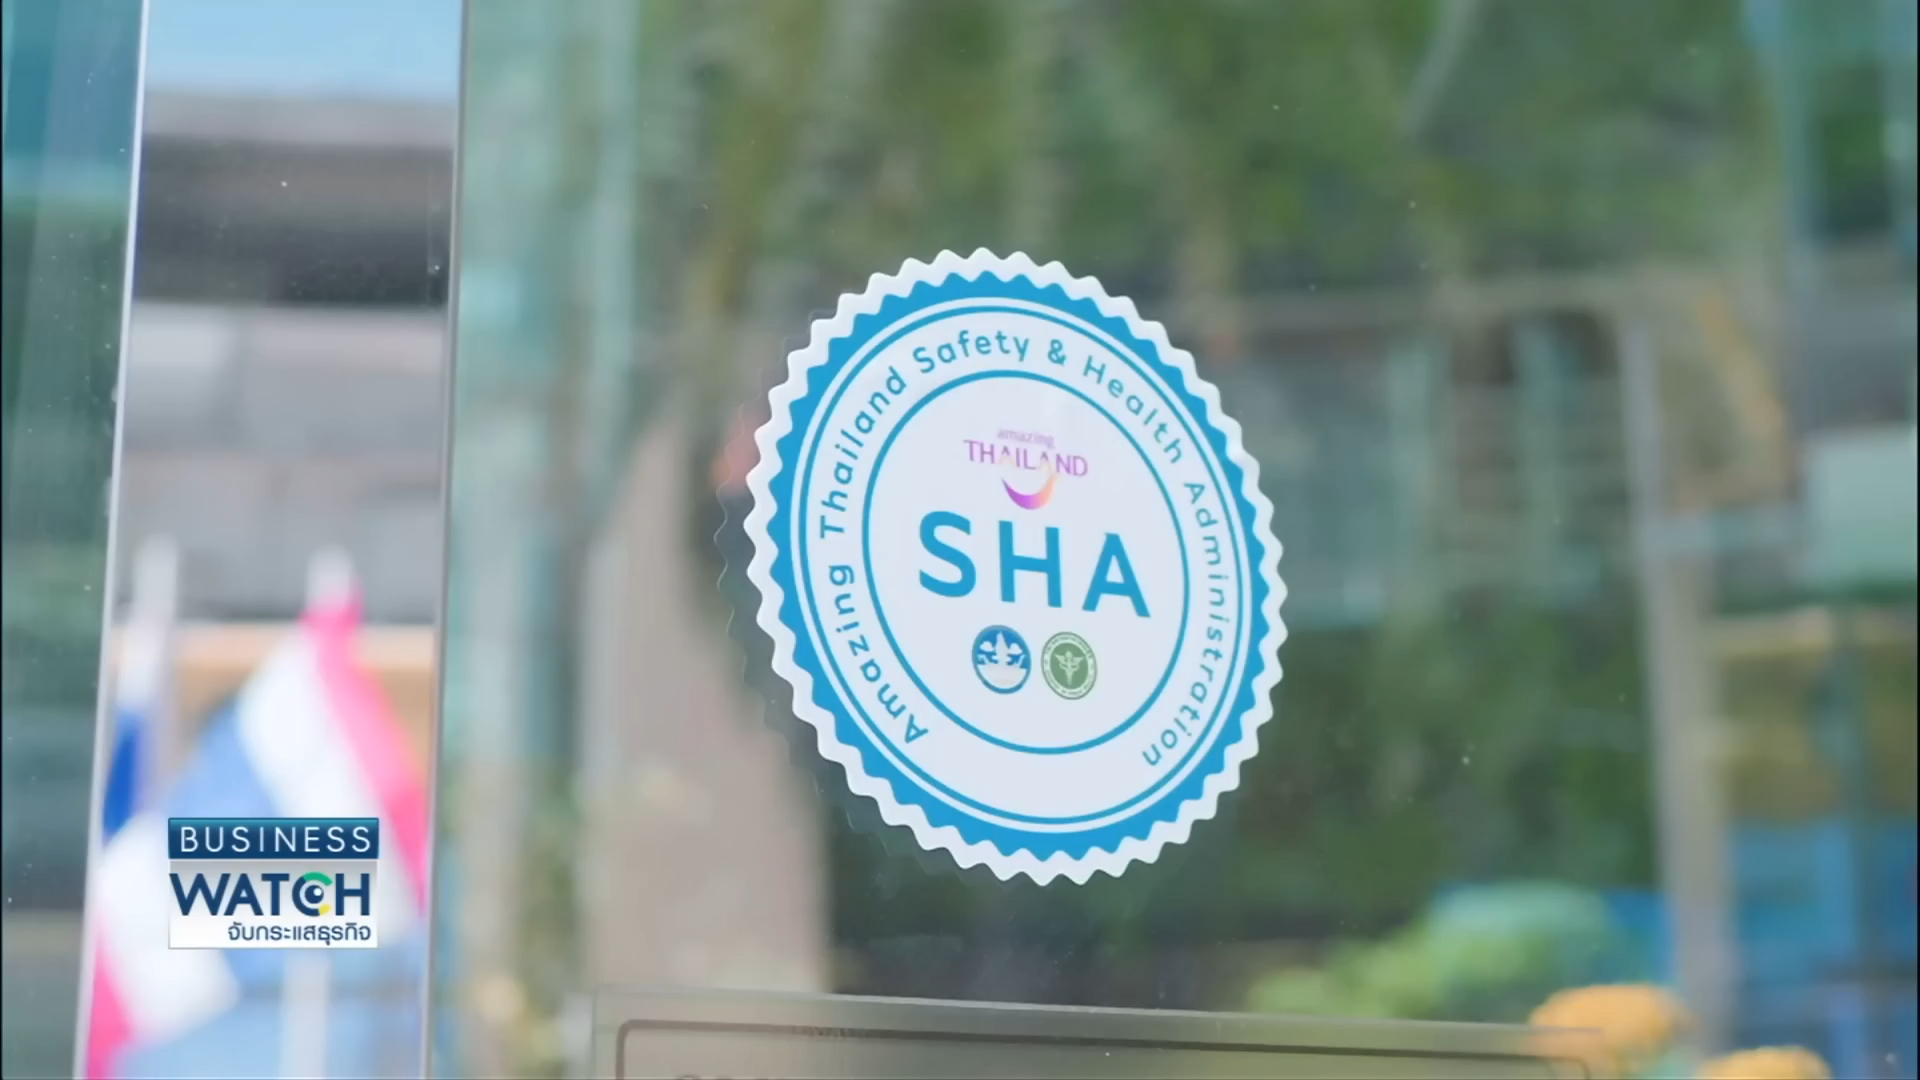 Amazing Thailand Safety & Health Administration
amazing
THAILAND
SHA
BUSINESS
WATCH
จับกระแสธุรกิจ